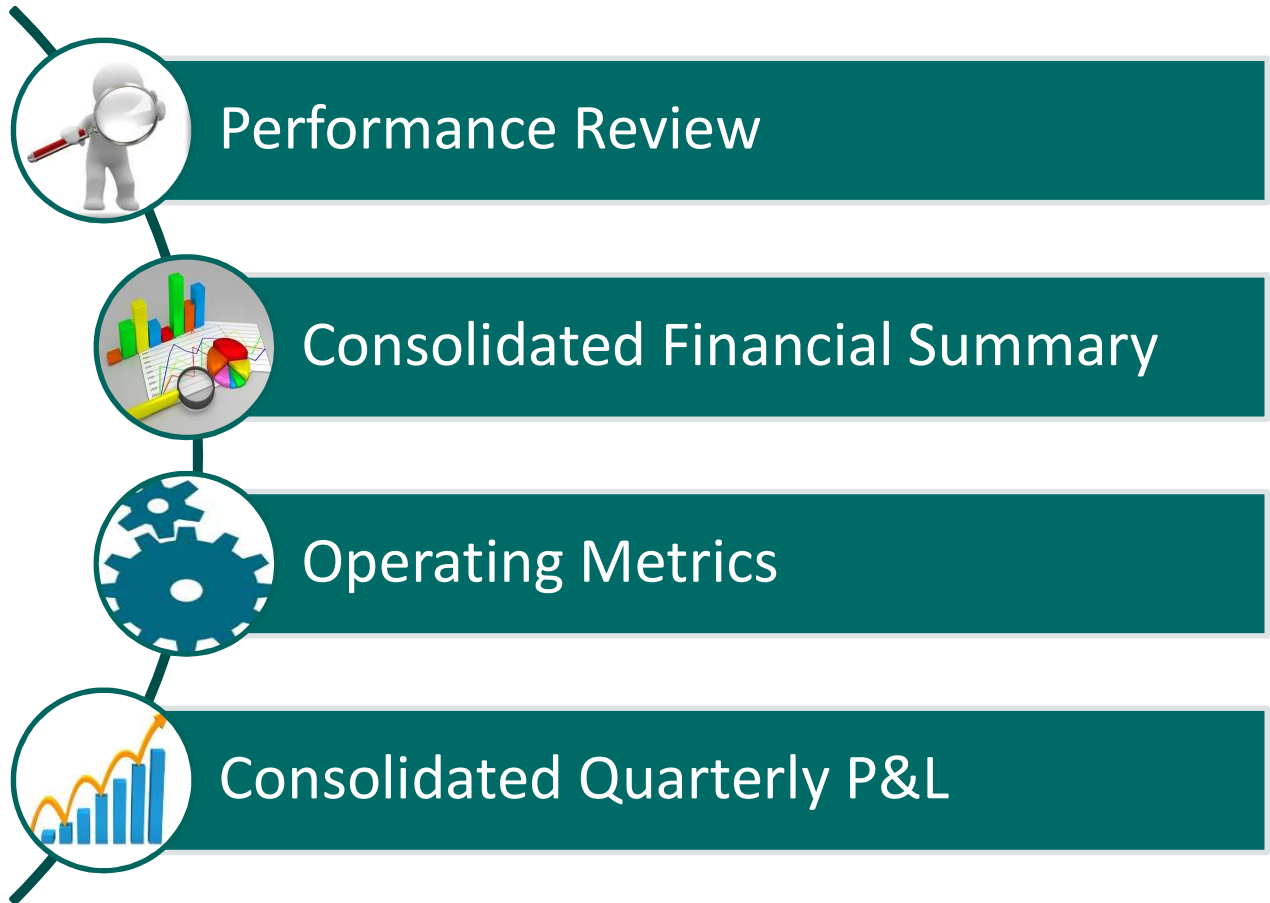 Performance Review
Consolidated Financial Summary
Operating Metrics
Consolidated Quarterly P&L